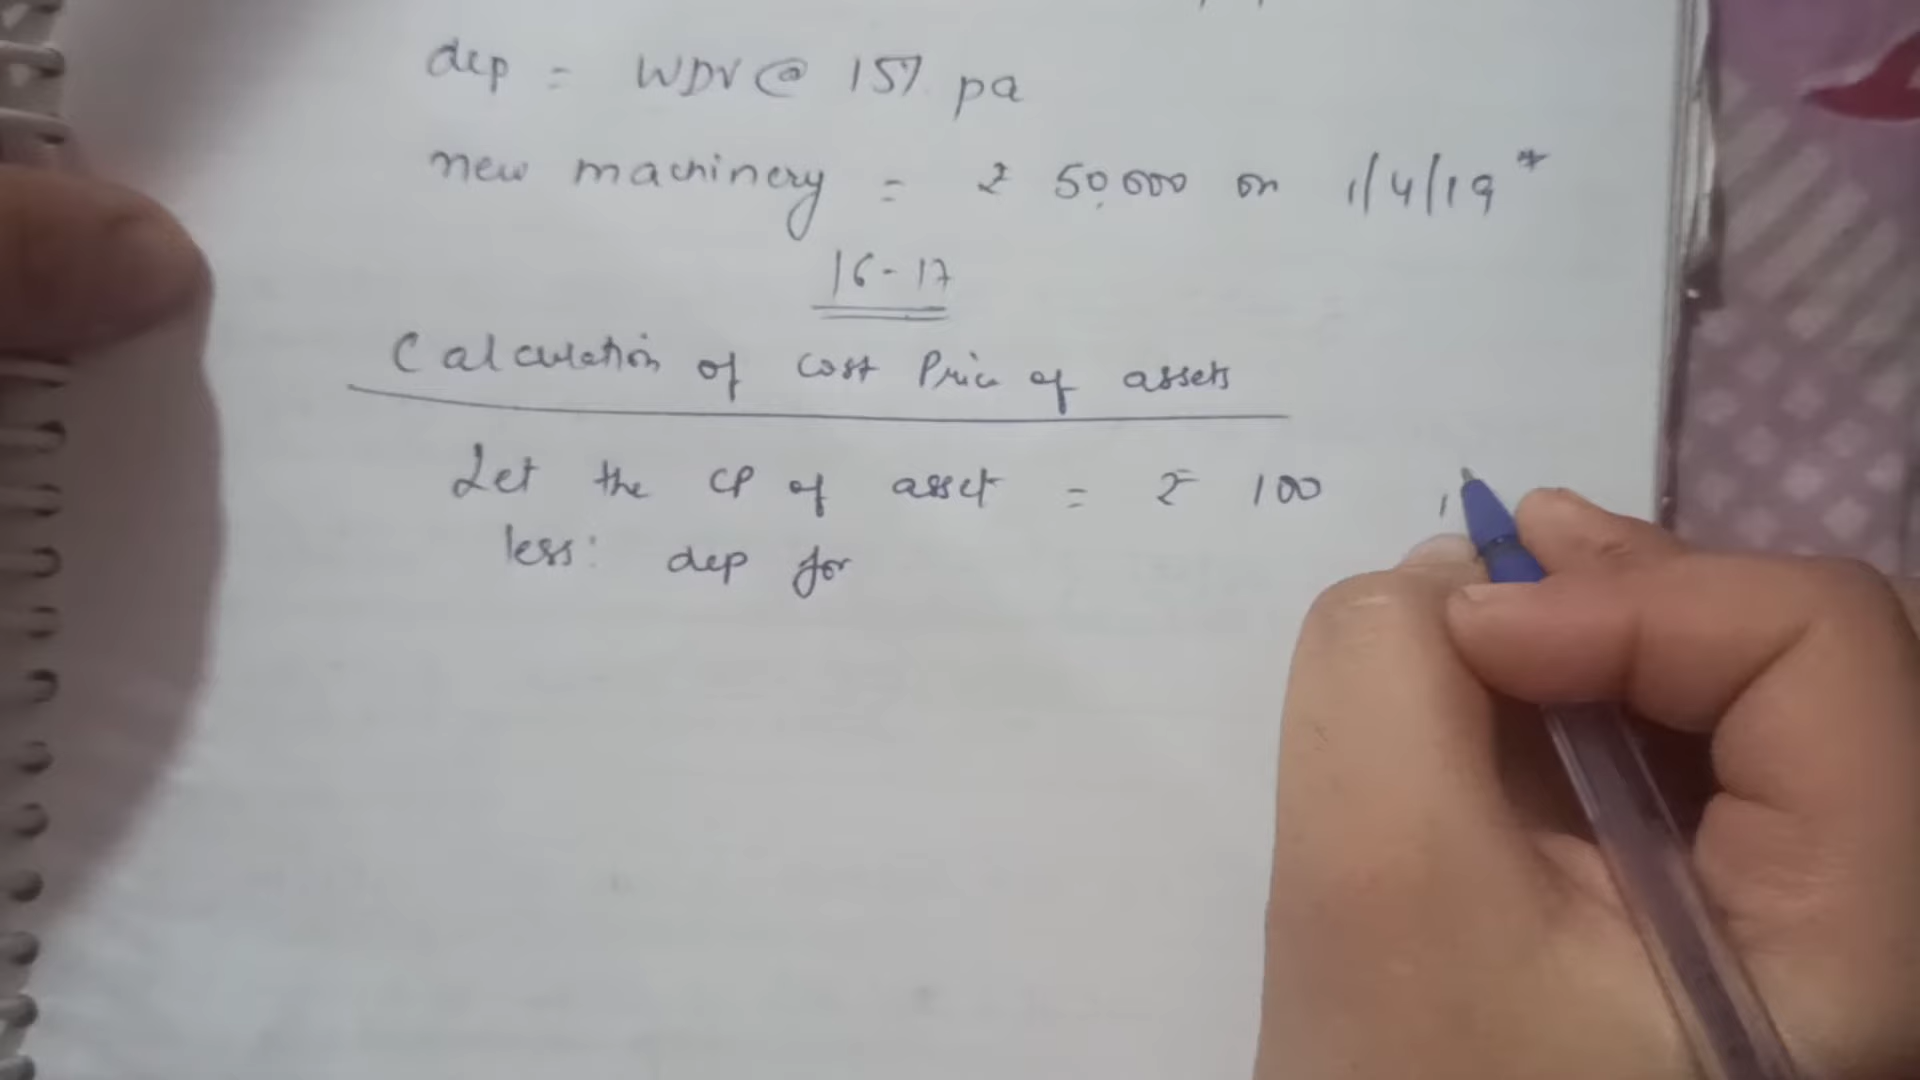 dep = WDV @ 15% pa
new machinery = ₹ 50,000 on 1/4/19 *
16-17
Calculation of cost Price of assets
Let the CP of asset = ₹ 100
less: dep for